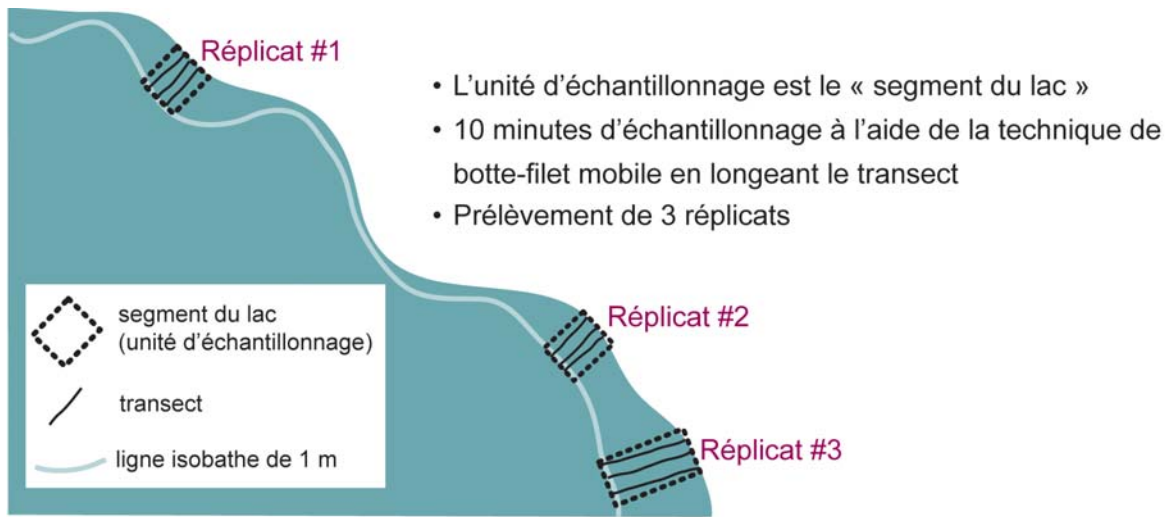 Réplicat #1
• L’unité d’échantillonnage est le « segment du lac »
• 10 minutes d’échantillonnage à l’aide de la technique de
botte-filet mobile en longeant le transect
• Prélèvement de 3 réplicats
segment du lac
(unité d’échantillonnage)
transect
ligne isobathe de 1 m
Réplicat #2
Réplicat #3